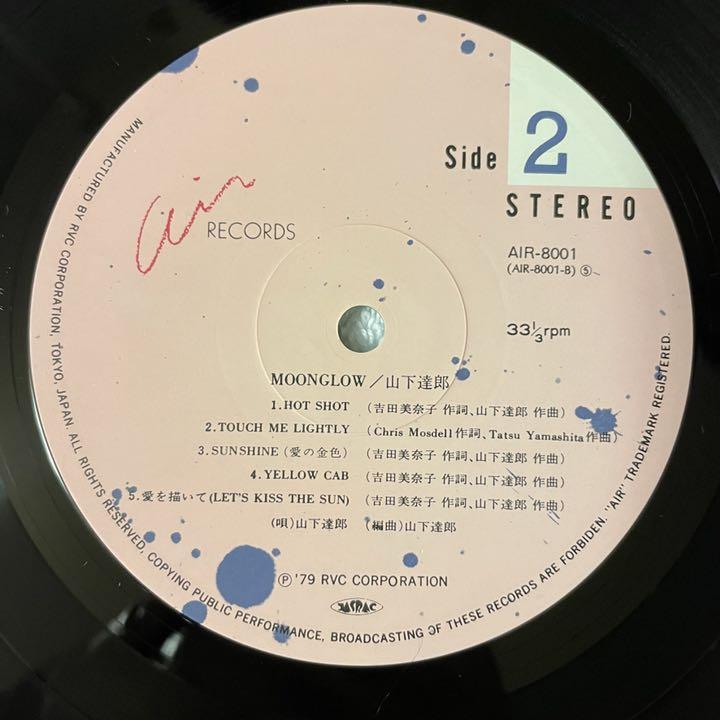 Side 2
STEREO
air RECORDS
AIR-8001
(AIR-8001-B) ⑤
33 1/3 rpm
MOONGLOW／山下達郎
1. HOT SHOT (吉田美奈子 作詞、山下達郎 作曲)
2. TOUCH ME LIGHTLY (Chris Mosdell 作詞、Tatsu Yamashita 作曲)
3. SUNSHINE (愛の金色) (吉田美奈子 作詞、山下達郎 作曲)
4. YELLOW CAB (吉田美奈子 作詞、山下達郎 作曲)
5. 愛を描いて (LET'S KISS THE SUN) (吉田美奈子 作詞、山下達郎 作曲)
(唄) 山下達郎 (編曲) 山下達郎
Ⓟ '79 RVC CORPORATION
JASRAC
MANUFACTURED BY RVC CORPORATION, TOKYO, JAPAN. ALL RIGHTS RESERVED, COPYING PUBLIC PERFORMANCE, BROADCASTING OF THESE RECORDS ARE FORBIDDEN. "AIR" TRADEMARK REGISTERED.